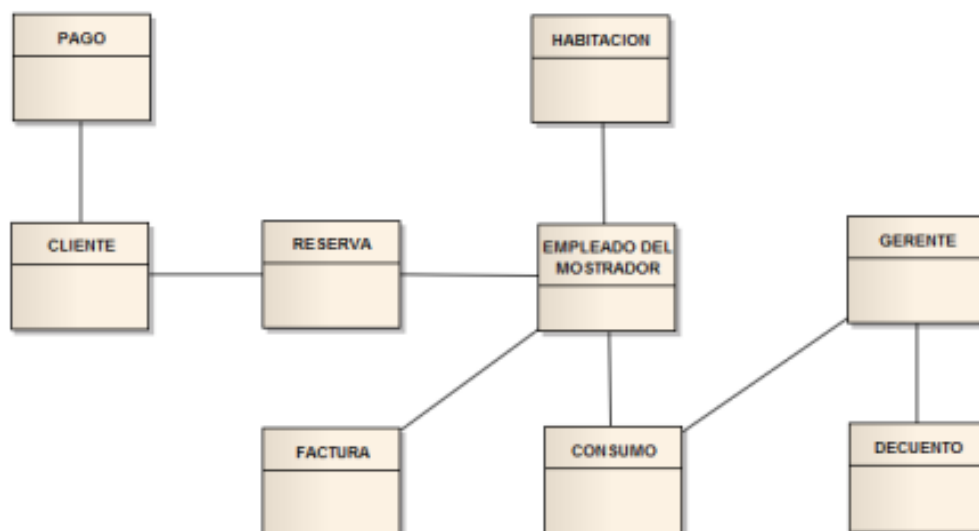 PAGO
HABITACION
CLIENTE
RESERVA
EMPLEADO DEL
MOSTRADOR
GERENTE
FACTURA
CONSUMO
DECUENTO